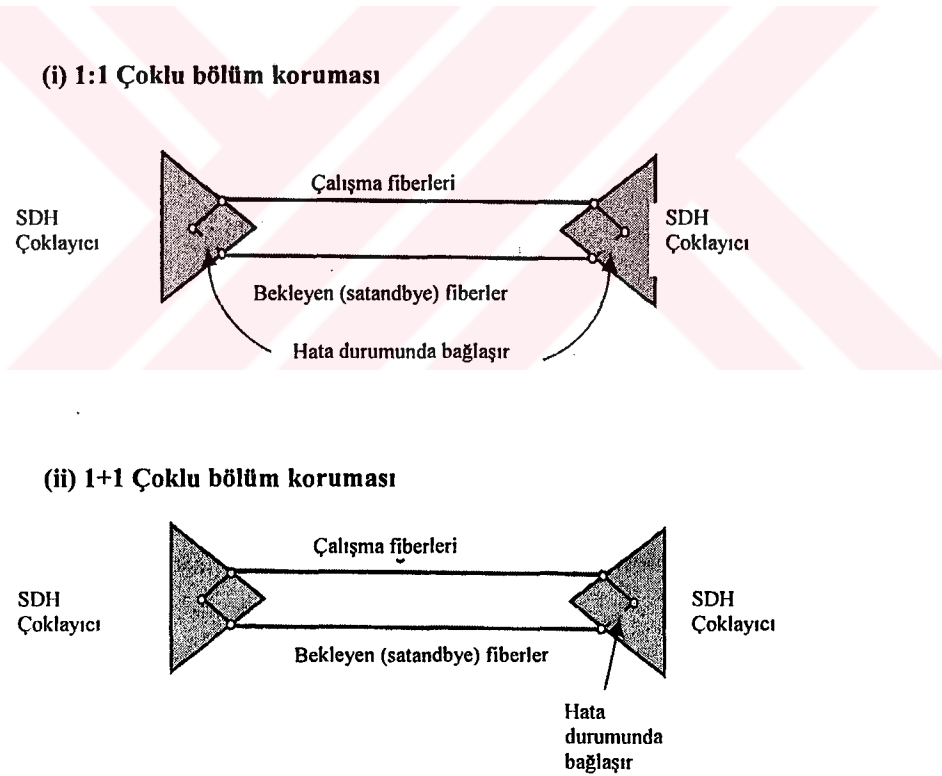 (i) 1:1 Çoklu bölüm koruması
Çalışma fiberleri
SDH
Çoklayıcı
SDH
Çoklayıcı
Bekleyen (satandbye) fiberler
Hata durumunda bağlaşır
(ii) 1+1 Çoklu bölüm koruması
Çalışma fiberleri
SDH
Çoklayıcı
SDH
Çoklayıcı
Bekleyen (satandbye) fiberler
Hata
durumunda
bağlaşır